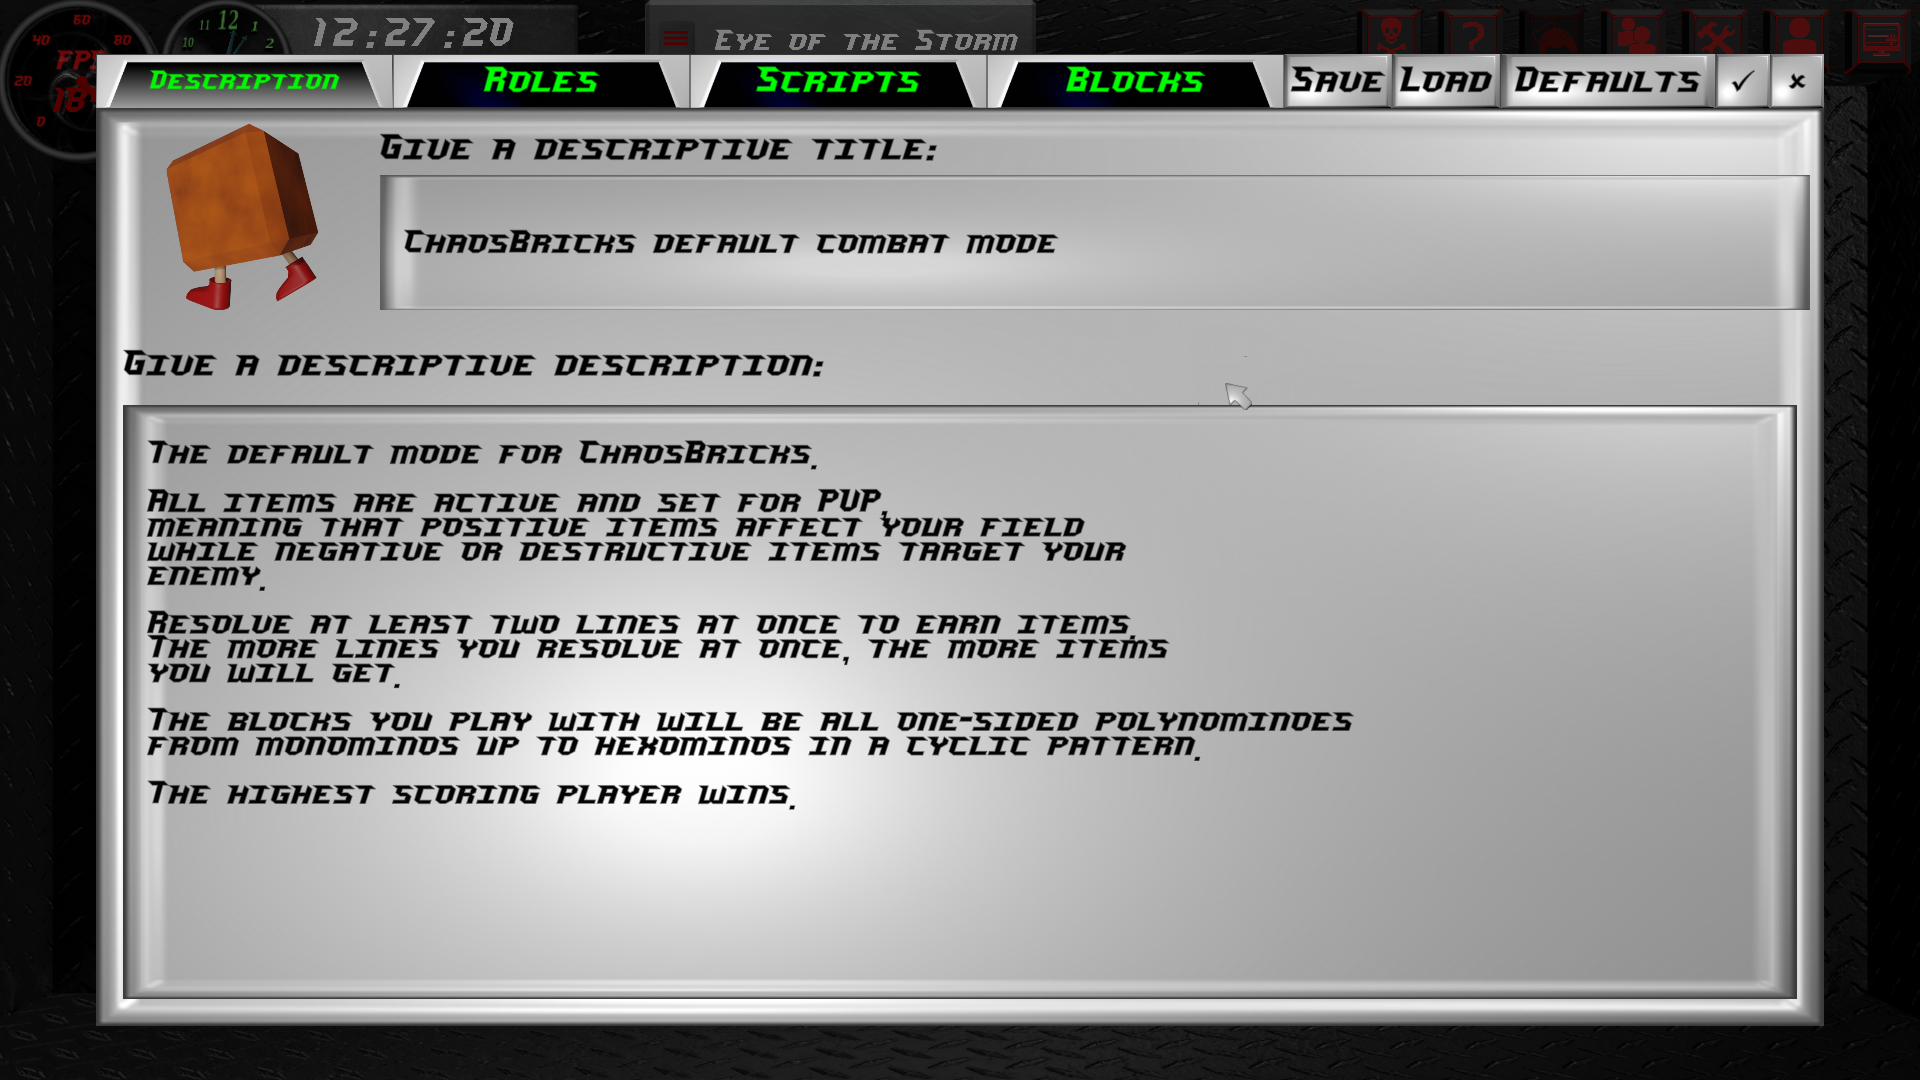 60
40
80
FPS
20
0
11
12
1
10
2
12:27:20
Eye of the Storm
?
Description
Roles
Scripts
Blocks
Save
Load
Defaults
✓
×
Give a descriptive title:
ChaosBricks default combat mode
Give a descriptive description:
The default mode for ChaosBricks.
All items are active and set for PVP,
meaning that positive items affect your field
while negative or destructive items target your
enemy.
Resolve at least two lines at once to earn items.
The more lines you resolve at once, the more items
you will get.
The blocks you play with will be all one-sided polynominoes
from monominos up to hexominos in a cyclic pattern.
The highest scoring player wins.